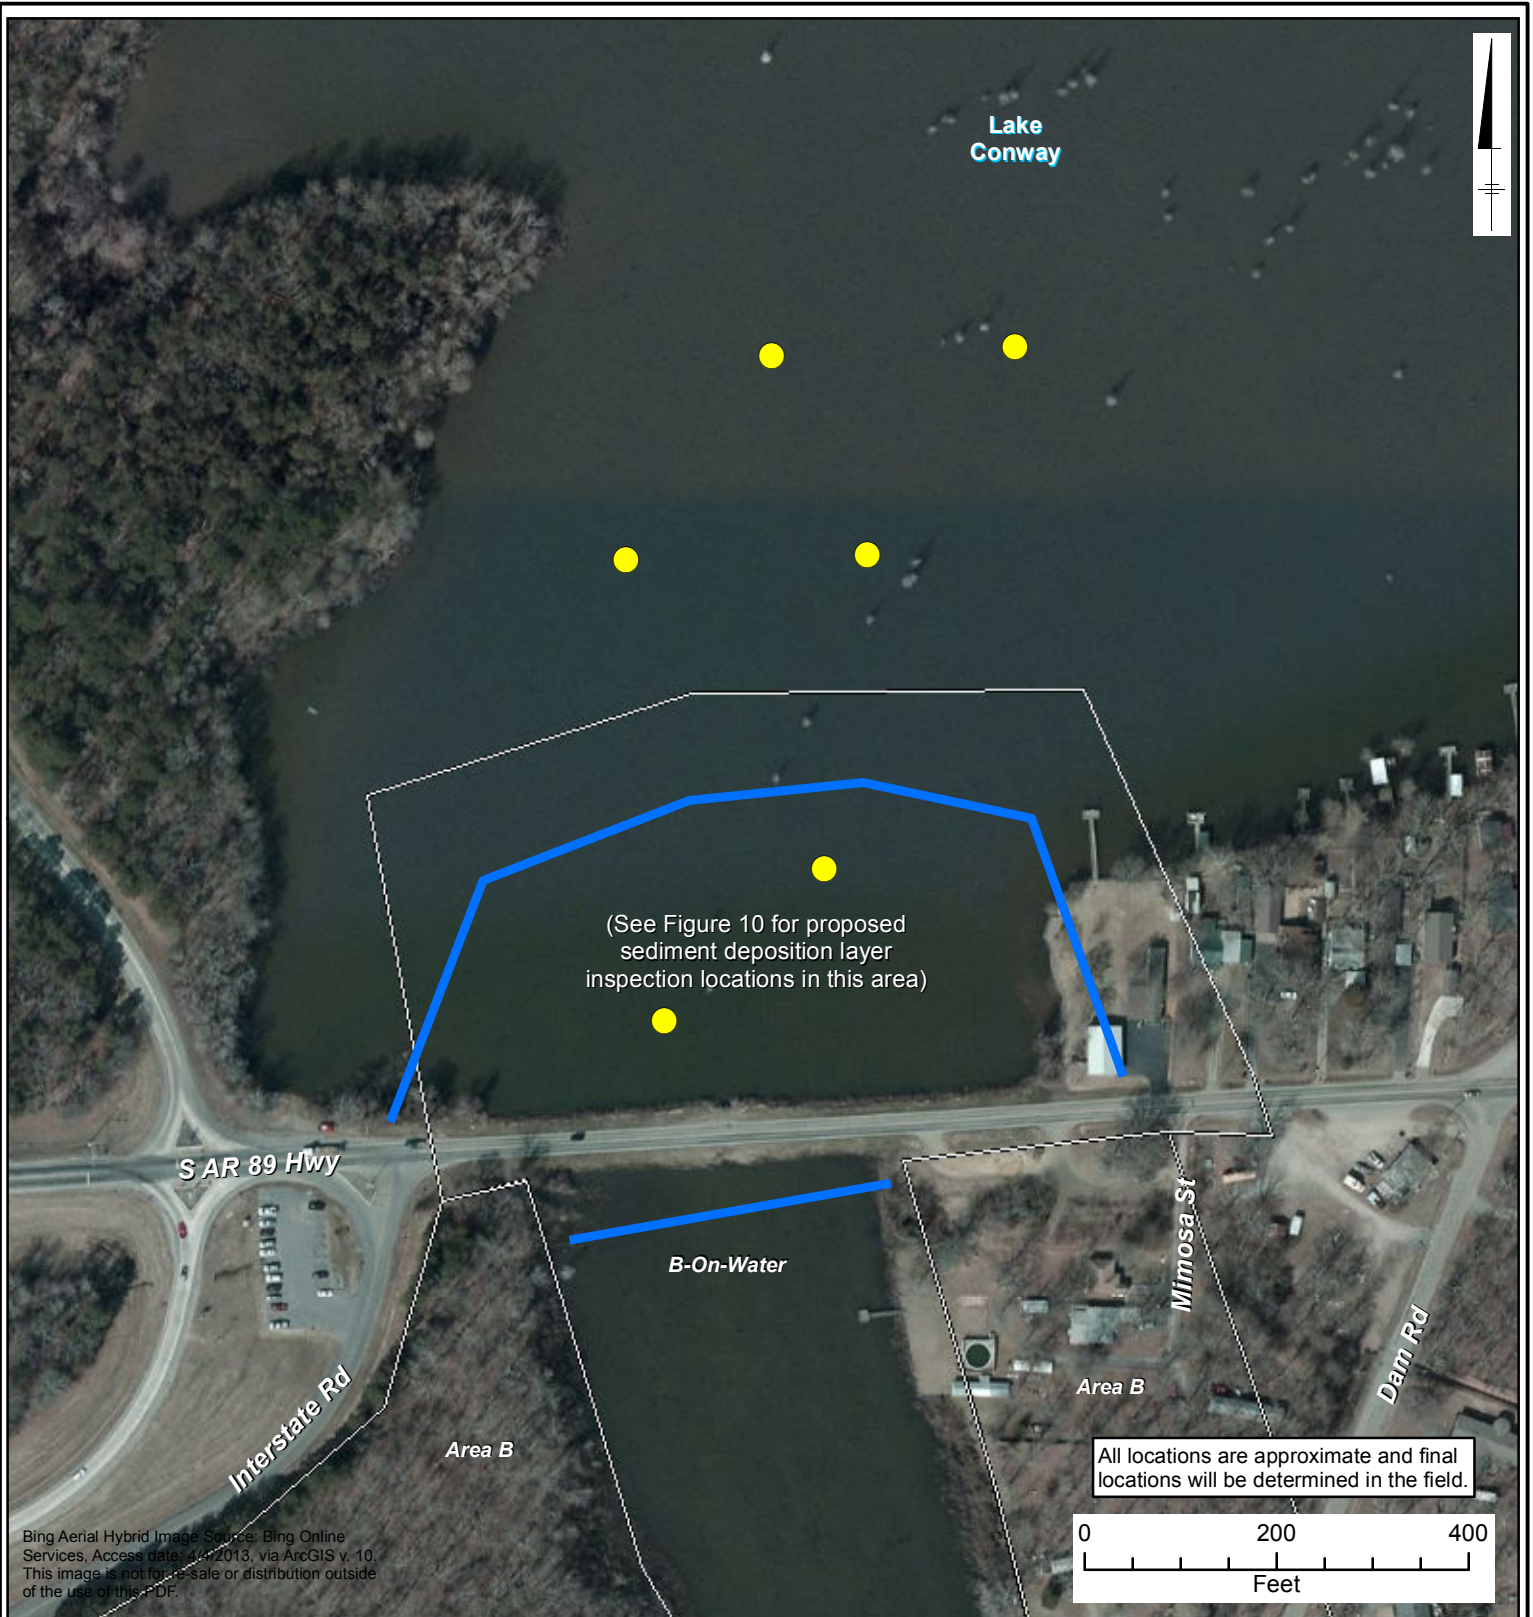 Lake
Conway
(See Figure 10 for proposed
sediment deposition layer
inspection locations in this area)
S AR 89 Hwy
Mimosa St
B-On-Water
Dam Rd
Interstate Rd
Area B
Area B
All locations are approximate and final
locations will be determined in the field.
0 200 400
Feet
Bing Aerial Hybrid Image Source: Bing Online
Services, Access date: 4/4/2013, via ArcGIS v. 10.
This image is not for re-sale or distribution outside
of the use of this PDF.